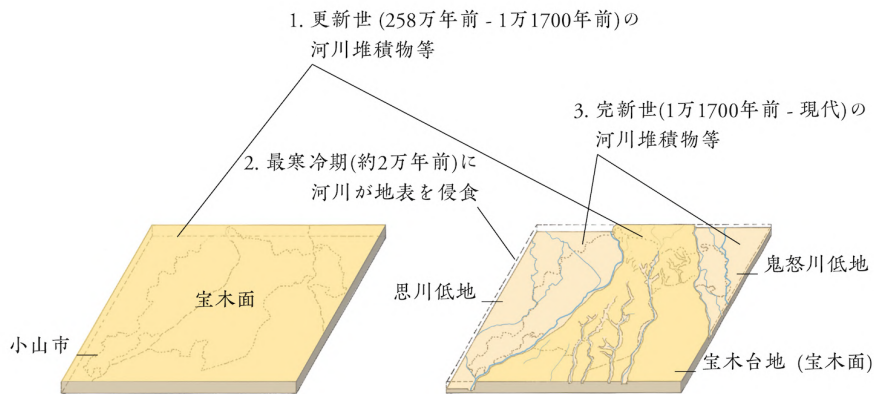 1. 更新世 (258万年前 - 1万1700年前)の
河川堆積物等
3. 完新世(1万1700年前 - 現代)の
河川堆積物等
2. 最寒冷期(約2万年前)に
河川が地表を侵食
宝木面
小山市
思川低地
鬼怒川低地
宝木台地 (宝木面)